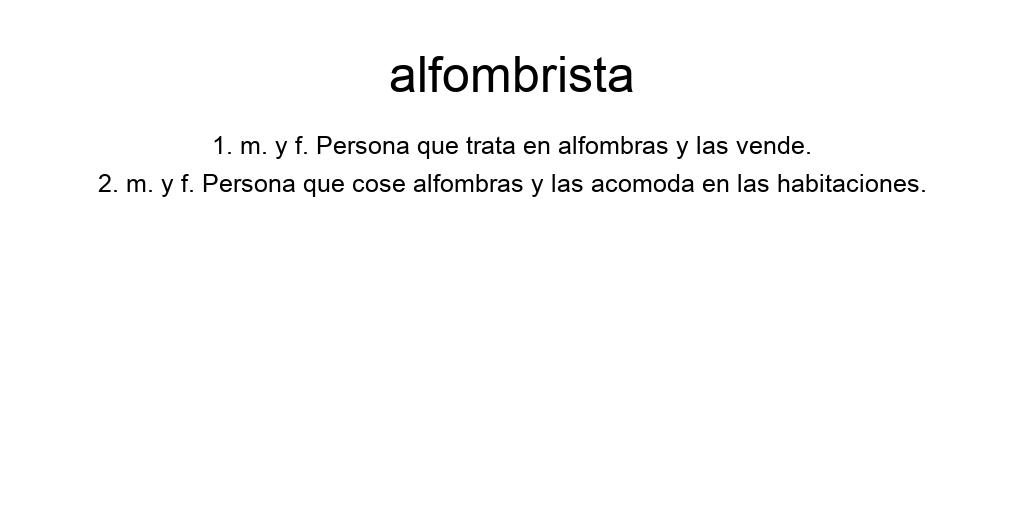 alfombrista
1. m. y f. Persona que trata en alfombras y las vende.
2. m. y f. Persona que cose alfombras y las acomoda en las habitaciones.